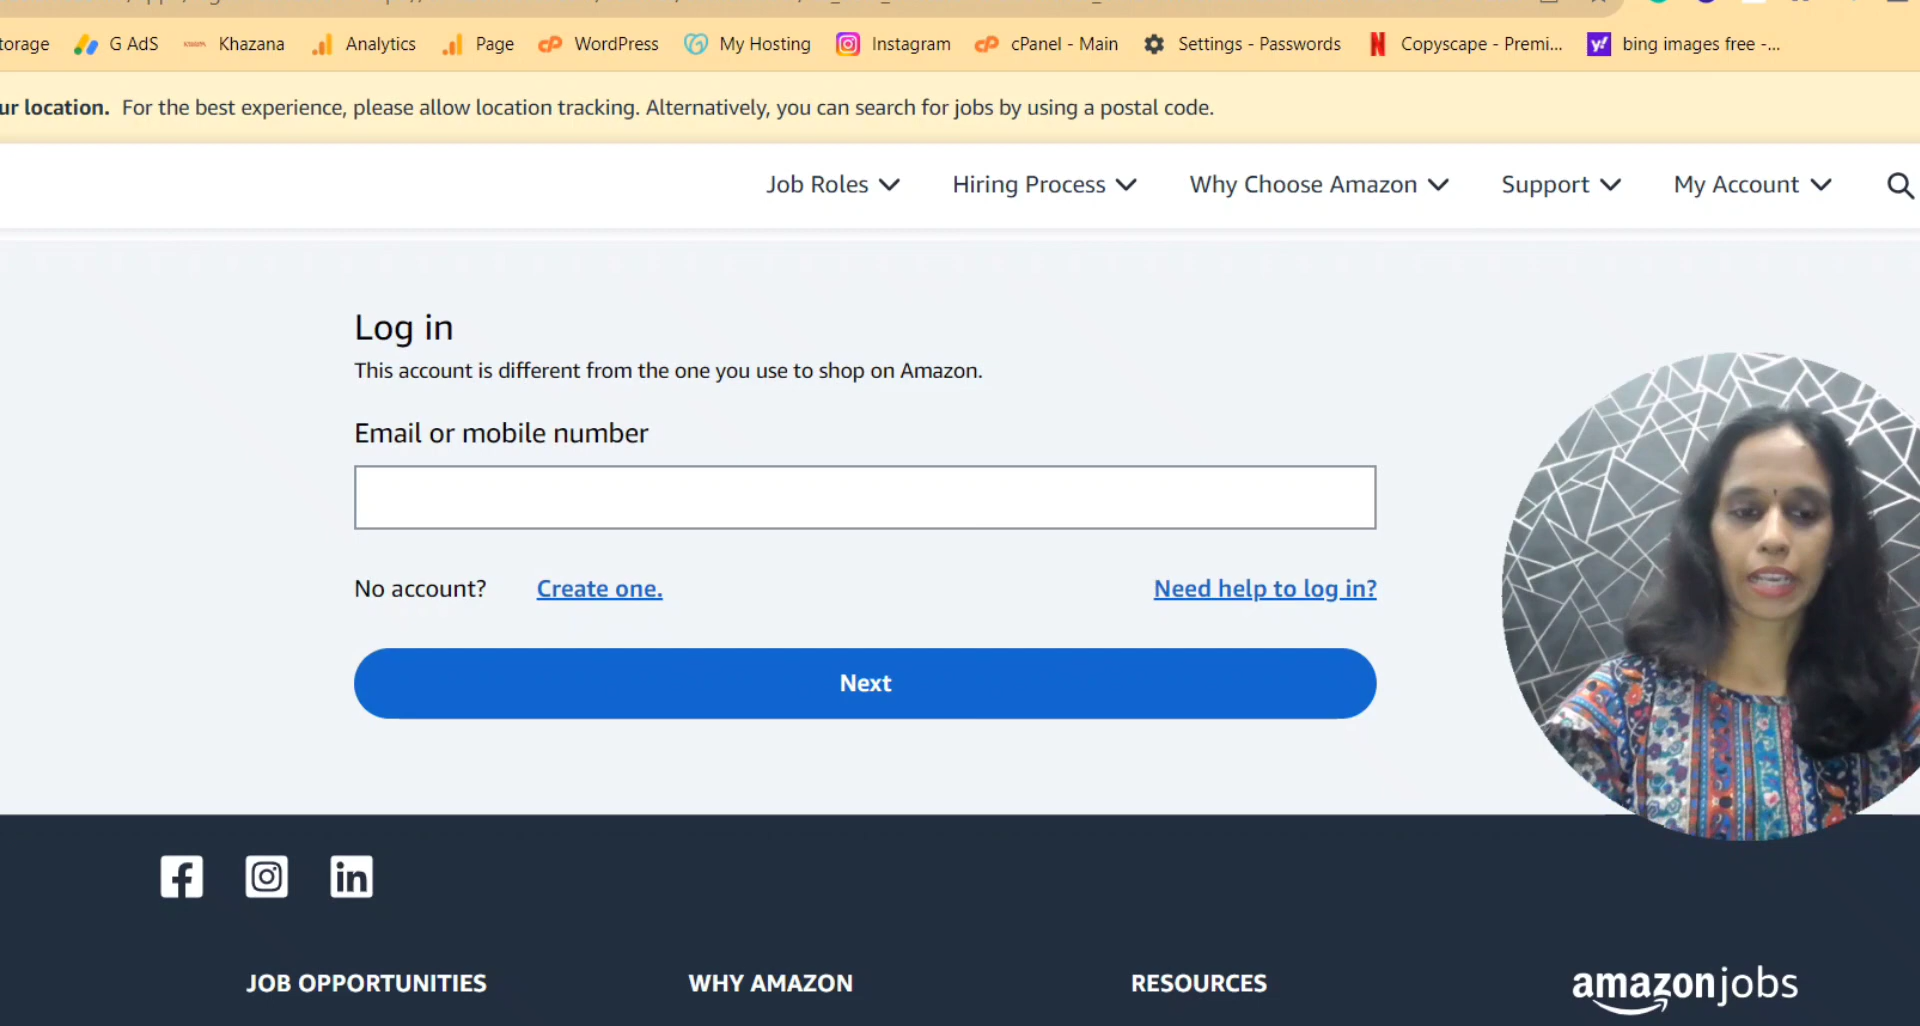 orage G AdS Khazana Analytics Page WordPress My Hosting Instagram cPanel - Main Settings - Passwords Copyscape - Premi... bing images free -...
ur location. For the best experience, please allow location tracking. Alternatively, you can search for jobs by using a postal code.
Job Roles Hiring Process Why Choose Amazon Support My Account
Log in
This account is different from the one you use to shop on Amazon.
Email or mobile number
No account? Create one. Need help to log in?
Next
JOB OPPORTUNITIES WHY AMAZON RESOURCES amazonjobs